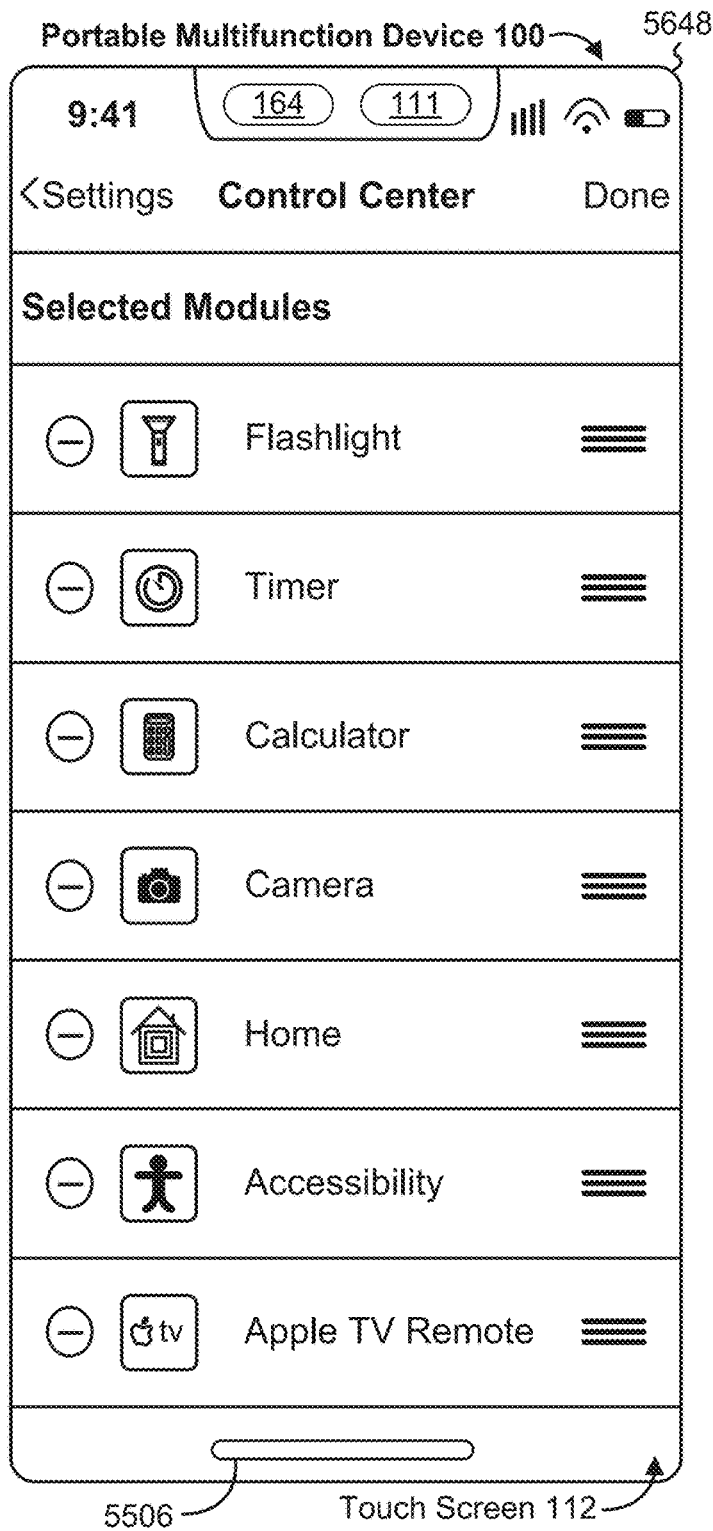 Portable Multifunction Device 100
5648
9:41
164
111
<Settings Control Center Done
Selected Modules
Flashlight
Timer
Calculator
Camera
Home
Accessibility
tv Apple TV Remote
5506
Touch Screen 112